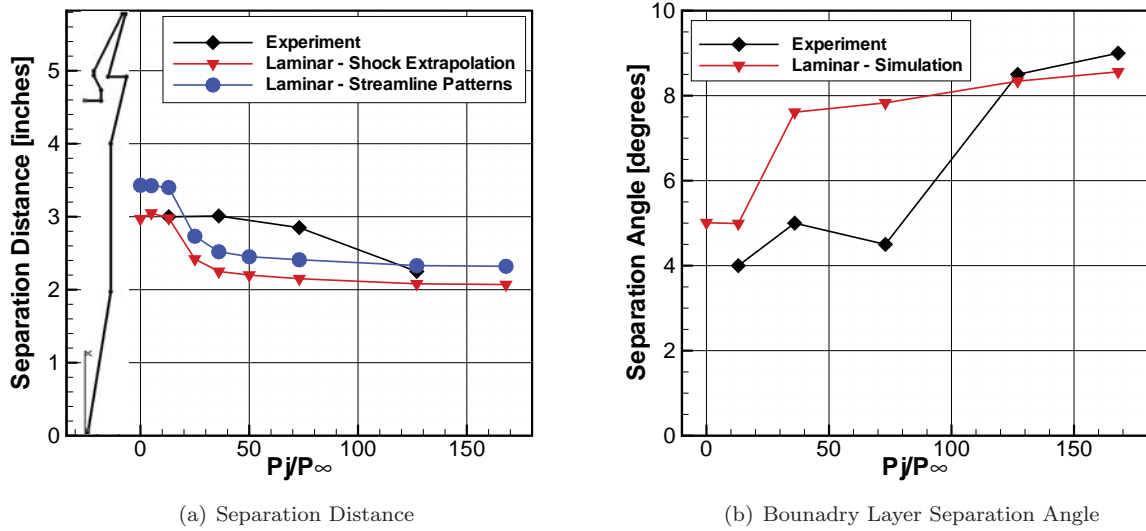 Separation Distance [inches]
5
4
3
2
1
0
Experiment
Laminar - Shock Extrapolation
Laminar - Streamline Patterns
x
0
50
100
150
Pj/P∞
(a) Separation Distance
Separation Angle [degrees]
10
8
6
4
2
0
Experiment
Laminar - Simulation
0
50
100
150
Pj/P∞
(b) Bounadry Layer Separation Angle